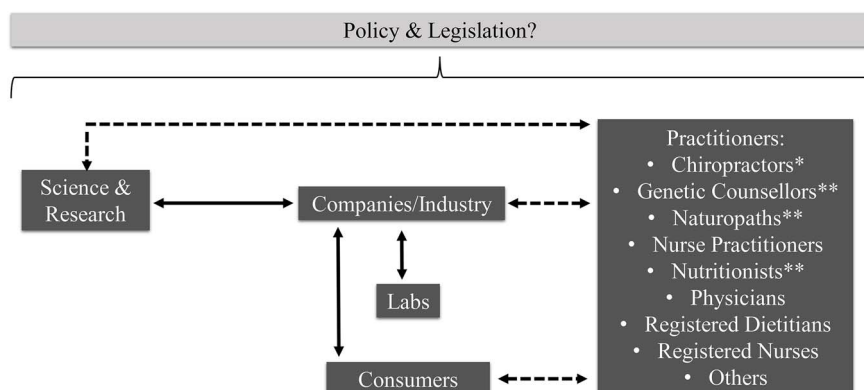 Policy & Legislation?
Science &
Research
Companies/Industry
Labs
Consumers
Practitioners:
• Chiropractors*
• Genetic Counsellors**
• Naturopaths**
• Nurse Practitioners
• Nutritionists**
• Physicians
• Registered Dietitians
• Registered Nurses
• Others